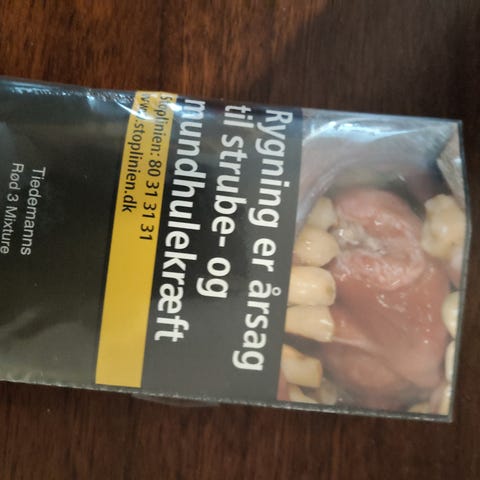 Rygning er årsag
til strube- og
mundhulekræft
Stoplinien: 80 31 31 31
www.stoplinien.dk
Tiedemanns
Rød 3 Mixture